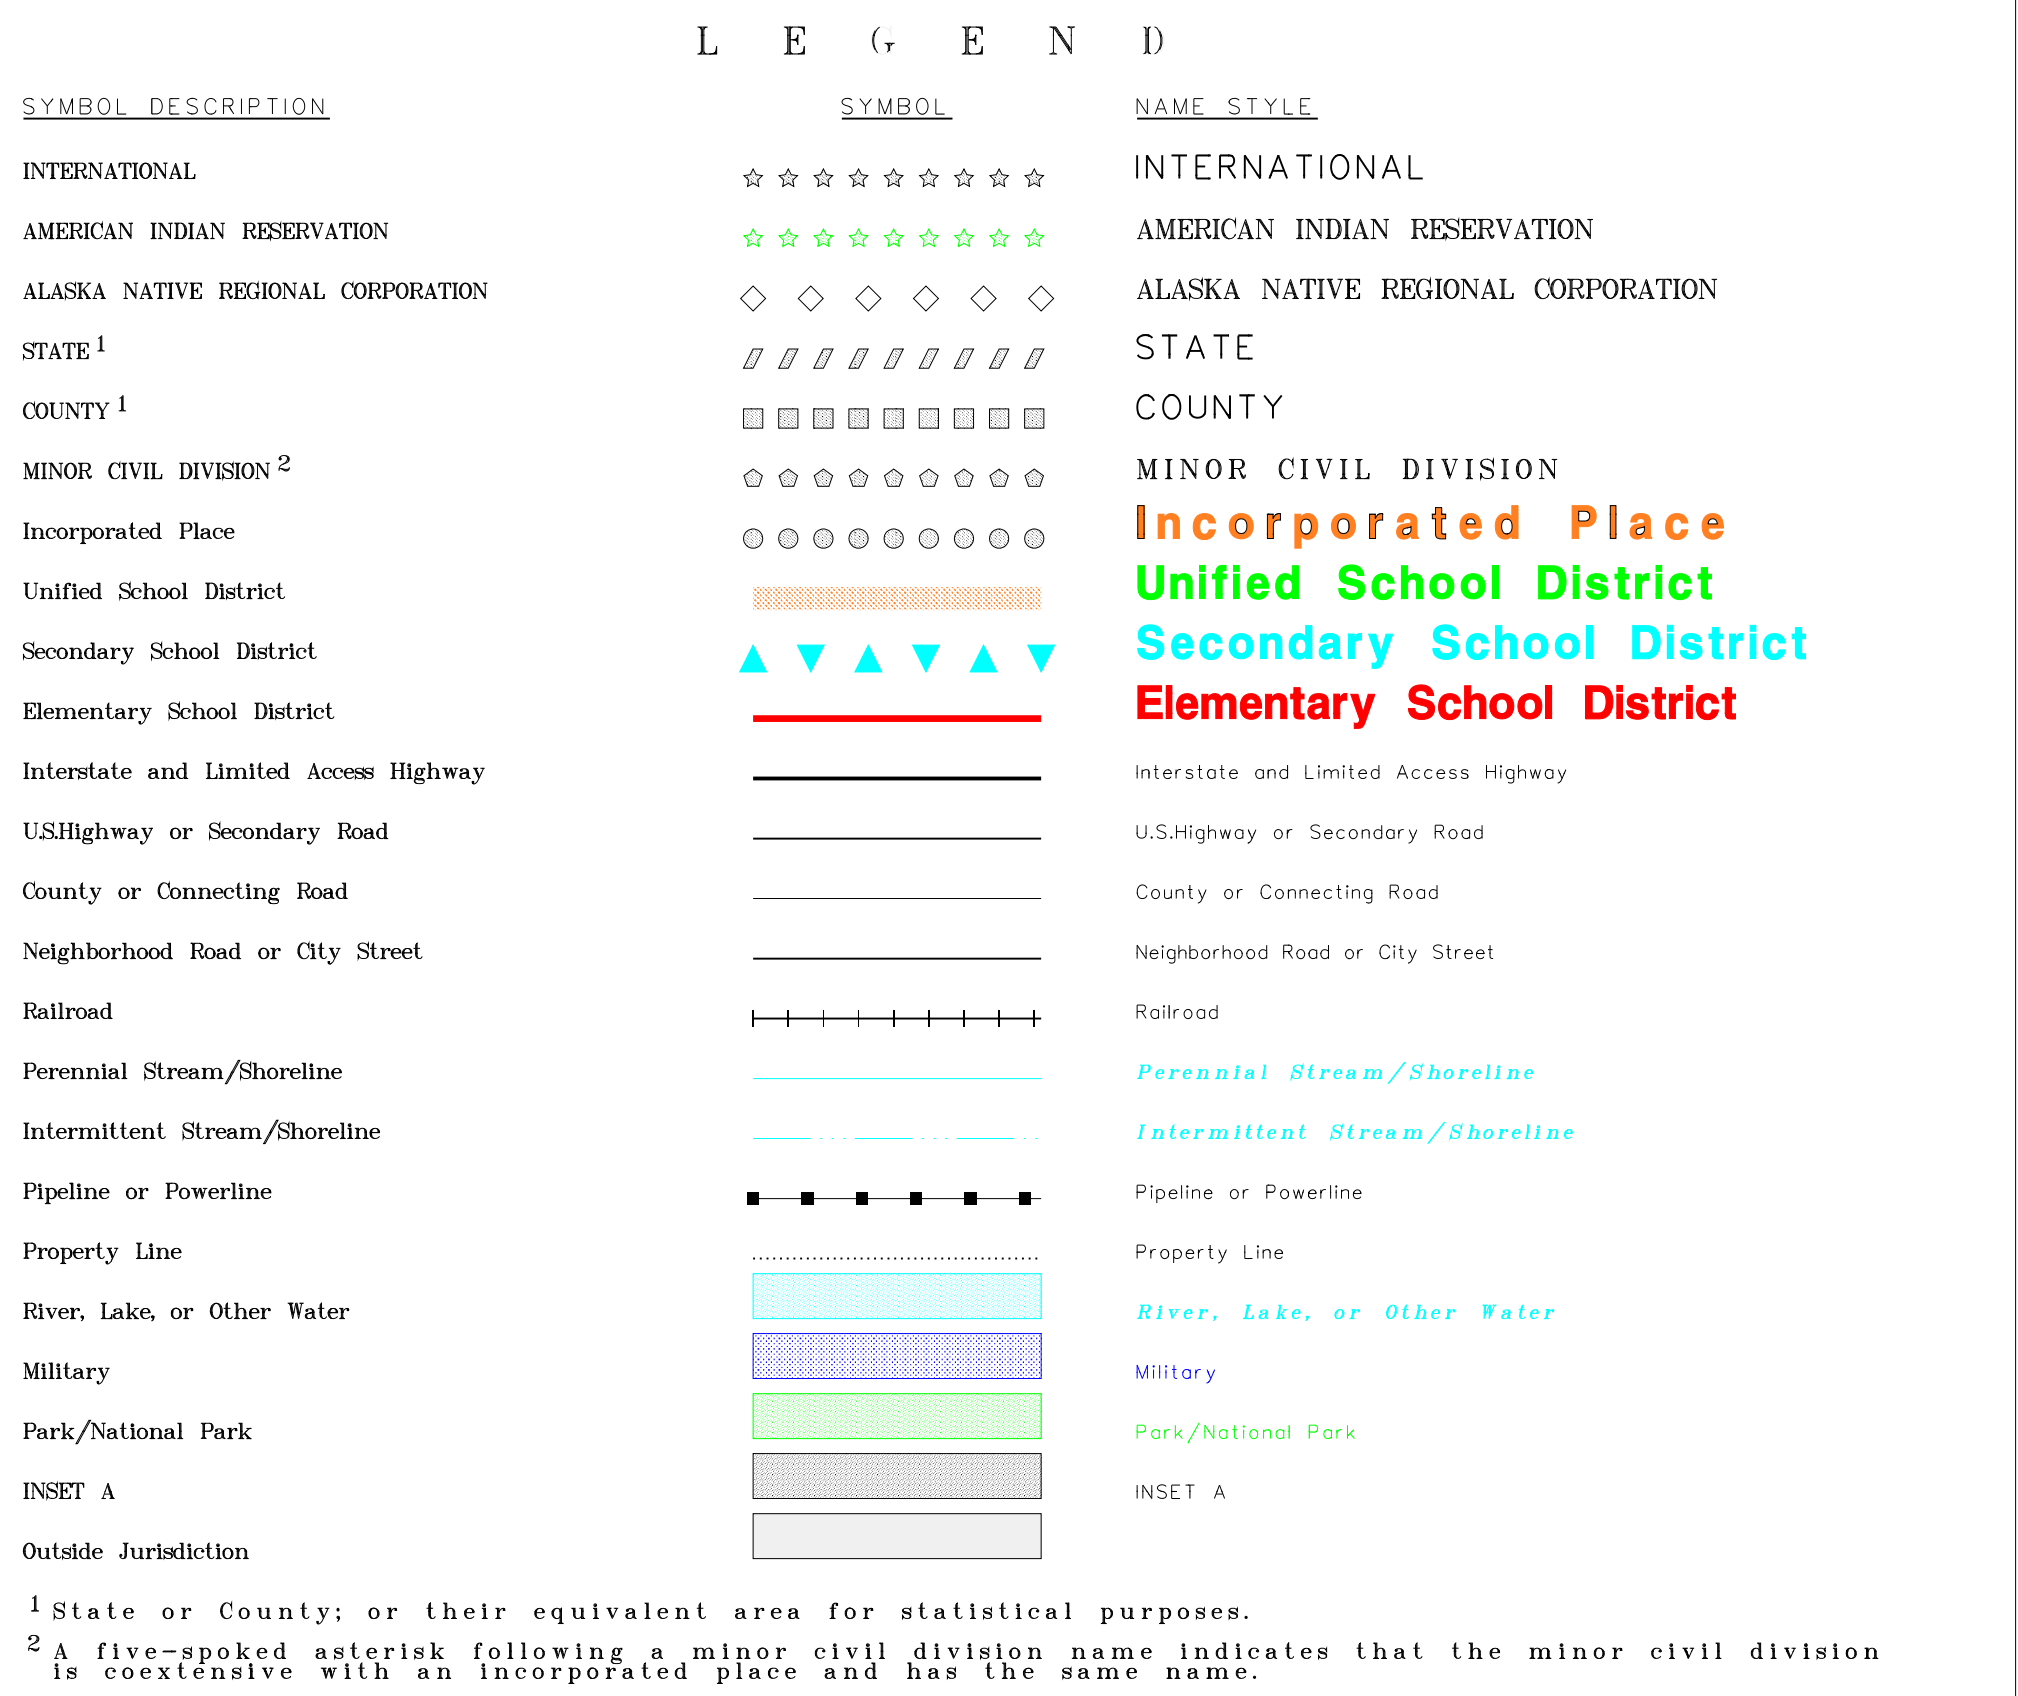 L E G E N D
SYMBOL DESCRIPTION SYMBOL NAME STYLE
INTERNATIONAL INTERNATIONAL
AMERICAN INDIAN RESERVATION AMERICAN INDIAN RESERVATION
ALASKA NATIVE REGIONAL CORPORATION ALASKA NATIVE REGIONAL CORPORATION
STATE 1 STATE
COUNTY 1 COUNTY
MINOR CIVIL DIVISION 2 MINOR CIVIL DIVISION
Incorporated Place Incorporated Place
Unified School District Unified School District
Secondary School District Secondary School District
Elementary School District Elementary School District
Interstate and Limited Access Highway Interstate and Limited Access Highway
U.S.Highway or Secondary Road U.S.Highway or Secondary Road
County or Connecting Road County or Connecting Road
Neighborhood Road or City Street Neighborhood Road or City Street
Railroad Railroad
Perennial Stream/Shoreline Perennial Stream/Shoreline
Intermittent Stream/Shoreline Intermittent Stream/Shoreline
Pipeline or Powerline Pipeline or Powerline
Property Line Property Line
River, Lake, or Other Water River, Lake, or Other Water
Military Military
Park/National Park Park/National Park
INSET A INSET A
Outside Jurisdiction
1 State or County; or their equivalent area for statistical purposes.
2 A five-spoked asterisk following a minor civil division name indicates that the minor civil division
is coextensive with an incorporated place and has the same name.